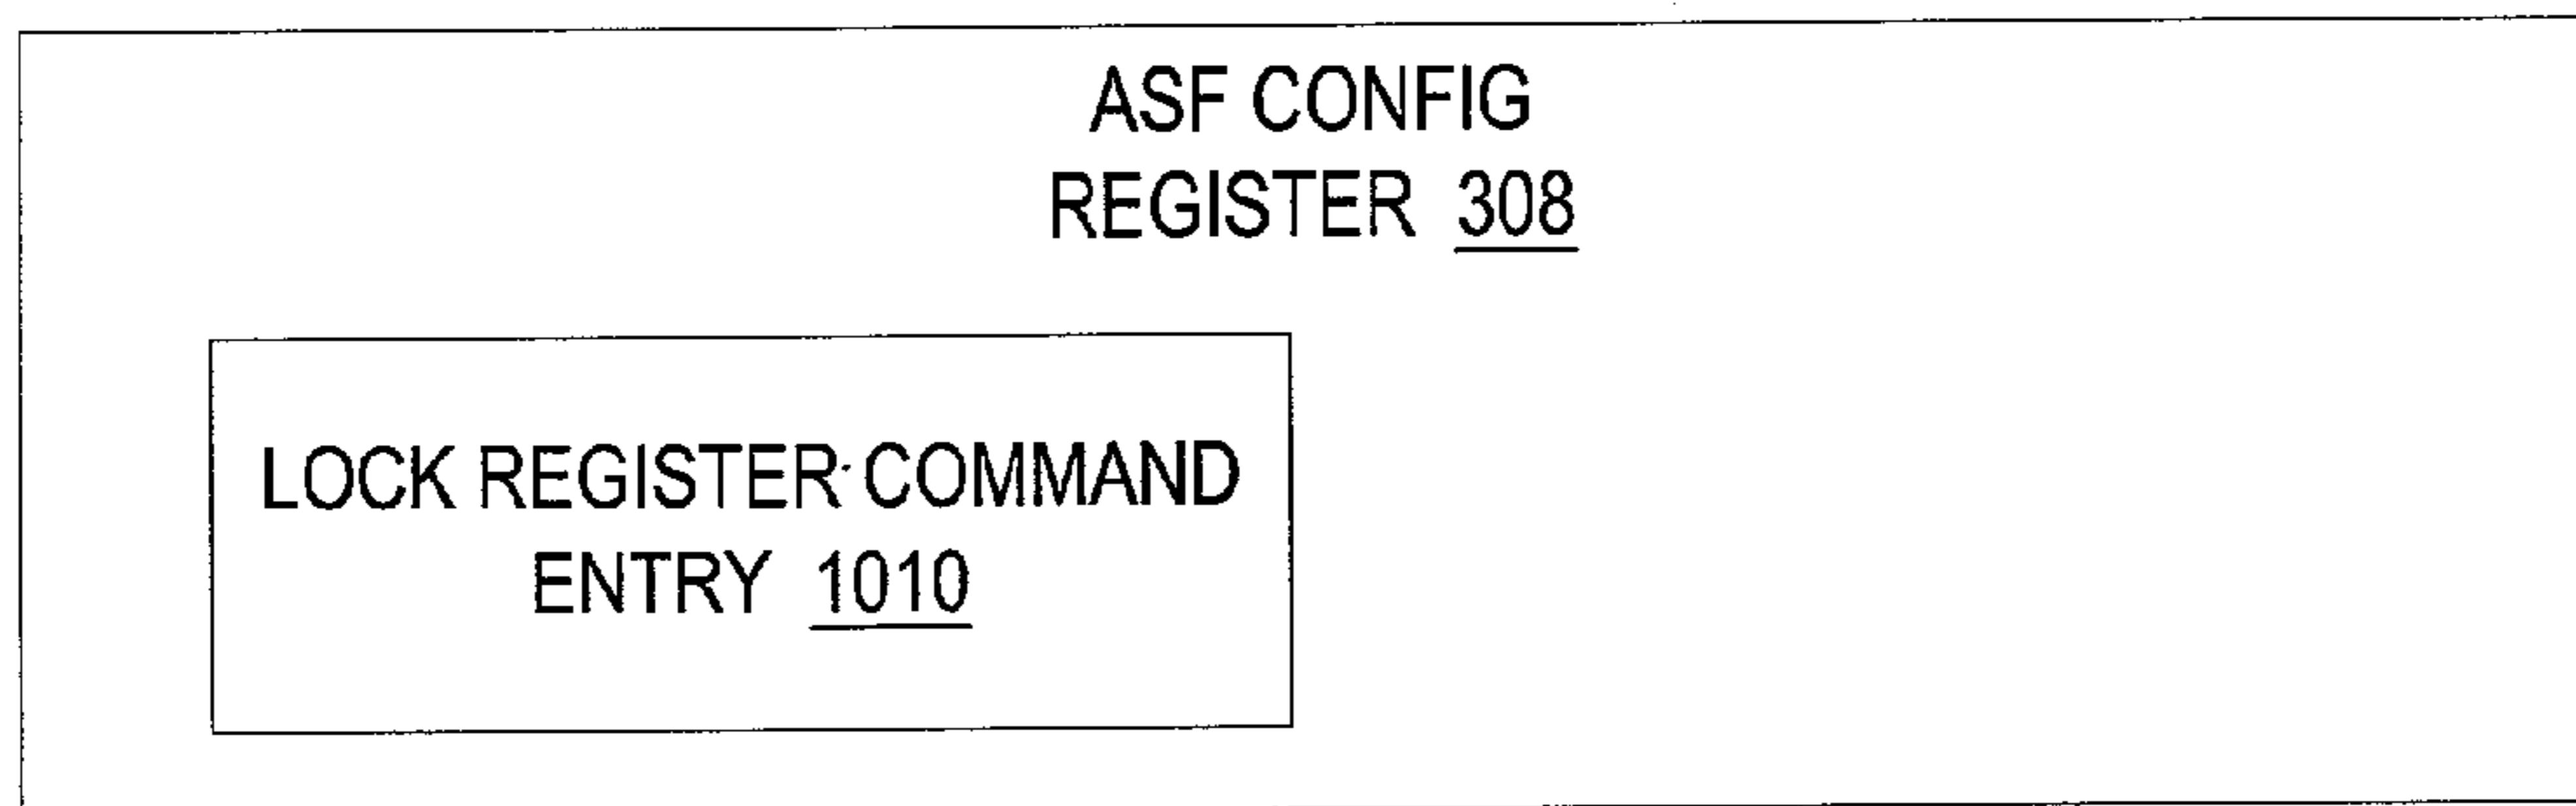 ASF CONFIG
REGISTER 308
LOCK REGISTER COMMAND
ENTRY 1010